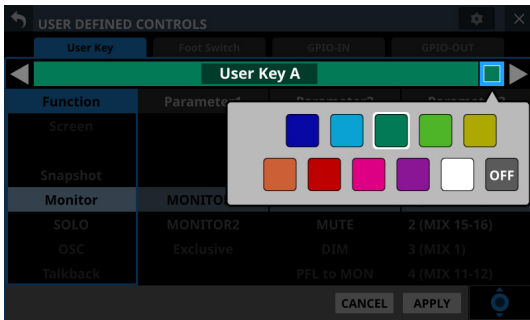 USER DEFINED CONTROLS
User Key Foot Switch GPIO-IN GPIO-OUT
User Key A
Function Parameter1 Parameter2
Screen
Snapshot
Monitor MONITOR
SOLO MONITOR2 MUTE 2 (MIX 15-16)
OSC Exclusive DIM 3 (MIX 1)
Talkback PFL to MON 4 (MIX 11-12)
OFF
CANCEL APPLY